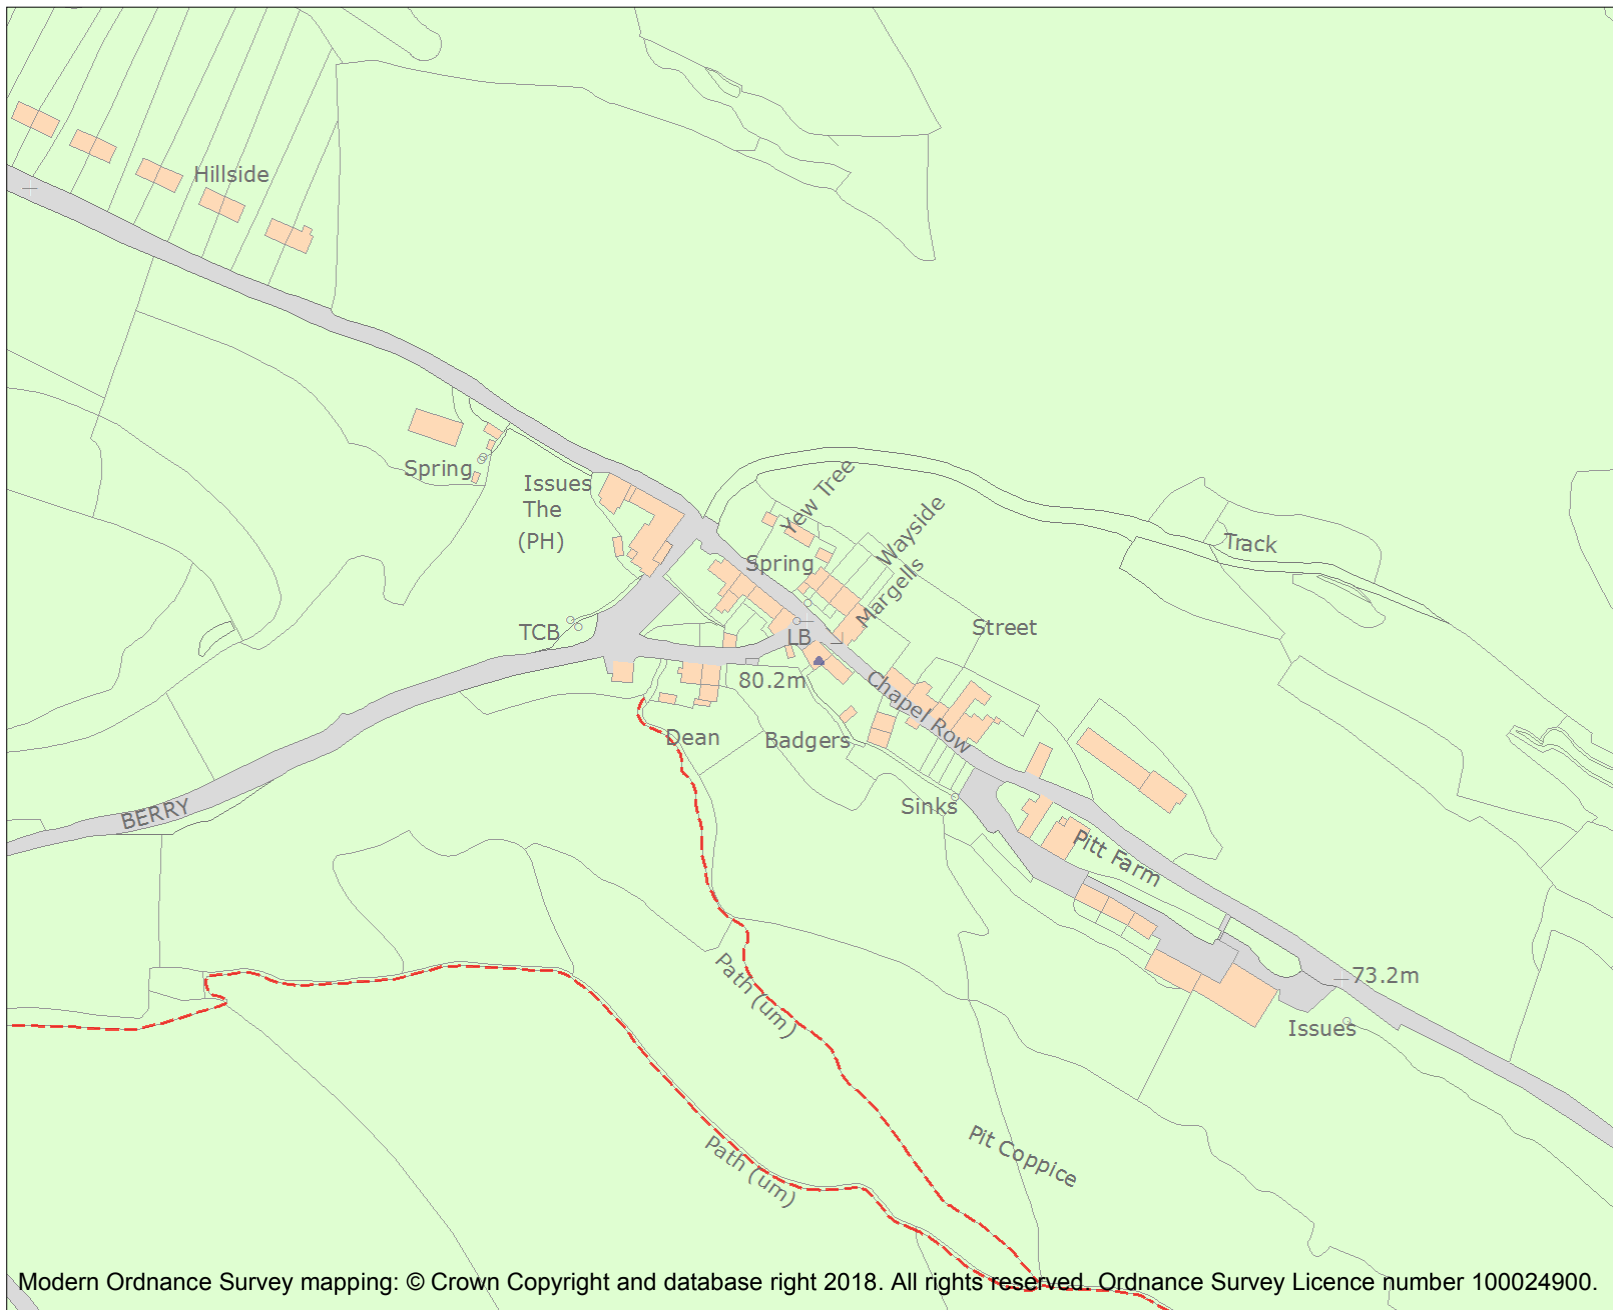 Hillside
Yew Tree
Spring
Issues
The
(PH)
Wayside
Track
Spring
Margells
TCB
LB
Street
80.2m
Chapel Row
Dean
Badgers
Sinks
BERRY
Pitt Farm
Path (um)
73.2m
Issues
Pit Coppice
Path (um)
Modern Ordnance Survey mapping: © Crown Copyright and database right 2018. All rights reserved. Ordnance Survey Licence number 100024900.